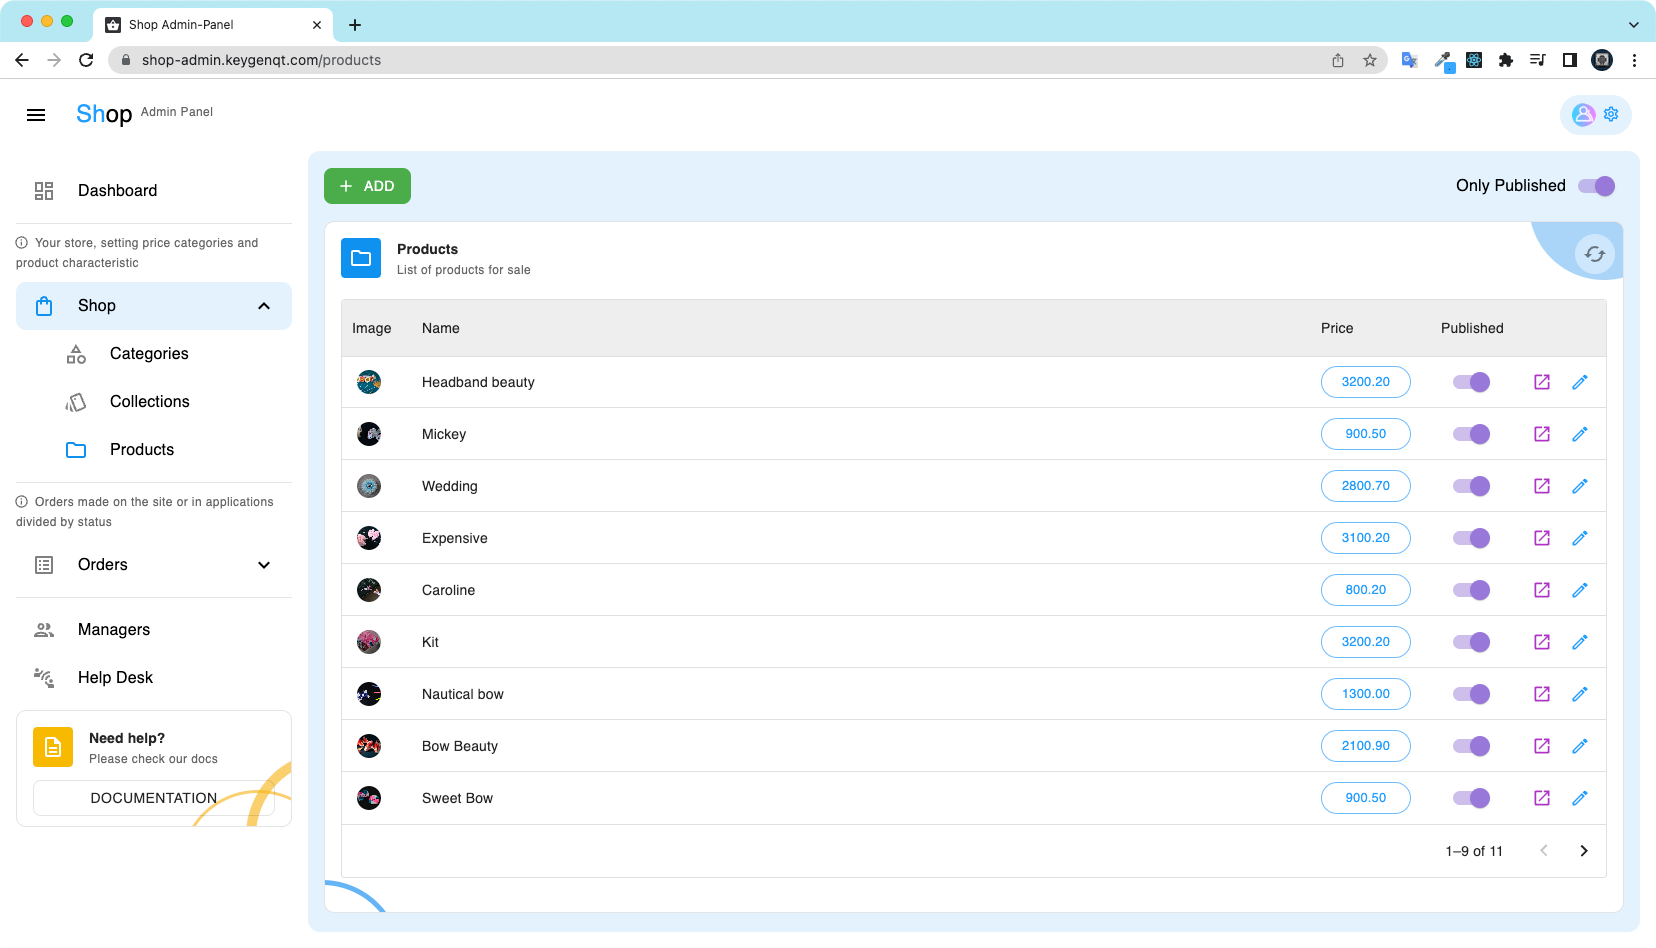 Shop Admin-Panel
shop-admin.keygenqt.com/products
Shop Admin Panel
Dashboard
Your store, setting price categories and
product characteristic
Shop
Categories
Collections
Products
Orders made on the site or in applications
divided by status
Orders
Managers
Help Desk
Need help?
Please check our docs
DOCUMENTATION
ADD
Only Published
Products
List of products for sale
Image Name Price Published
Headband beauty 3200.20
Mickey 900.50
Wedding 2800.70
Expensive 3100.20
Caroline 800.20
Kit 3200.20
Nautical bow 1300.00
Bow Beauty 2100.90
Sweet Bow 900.50
1–9 of 11